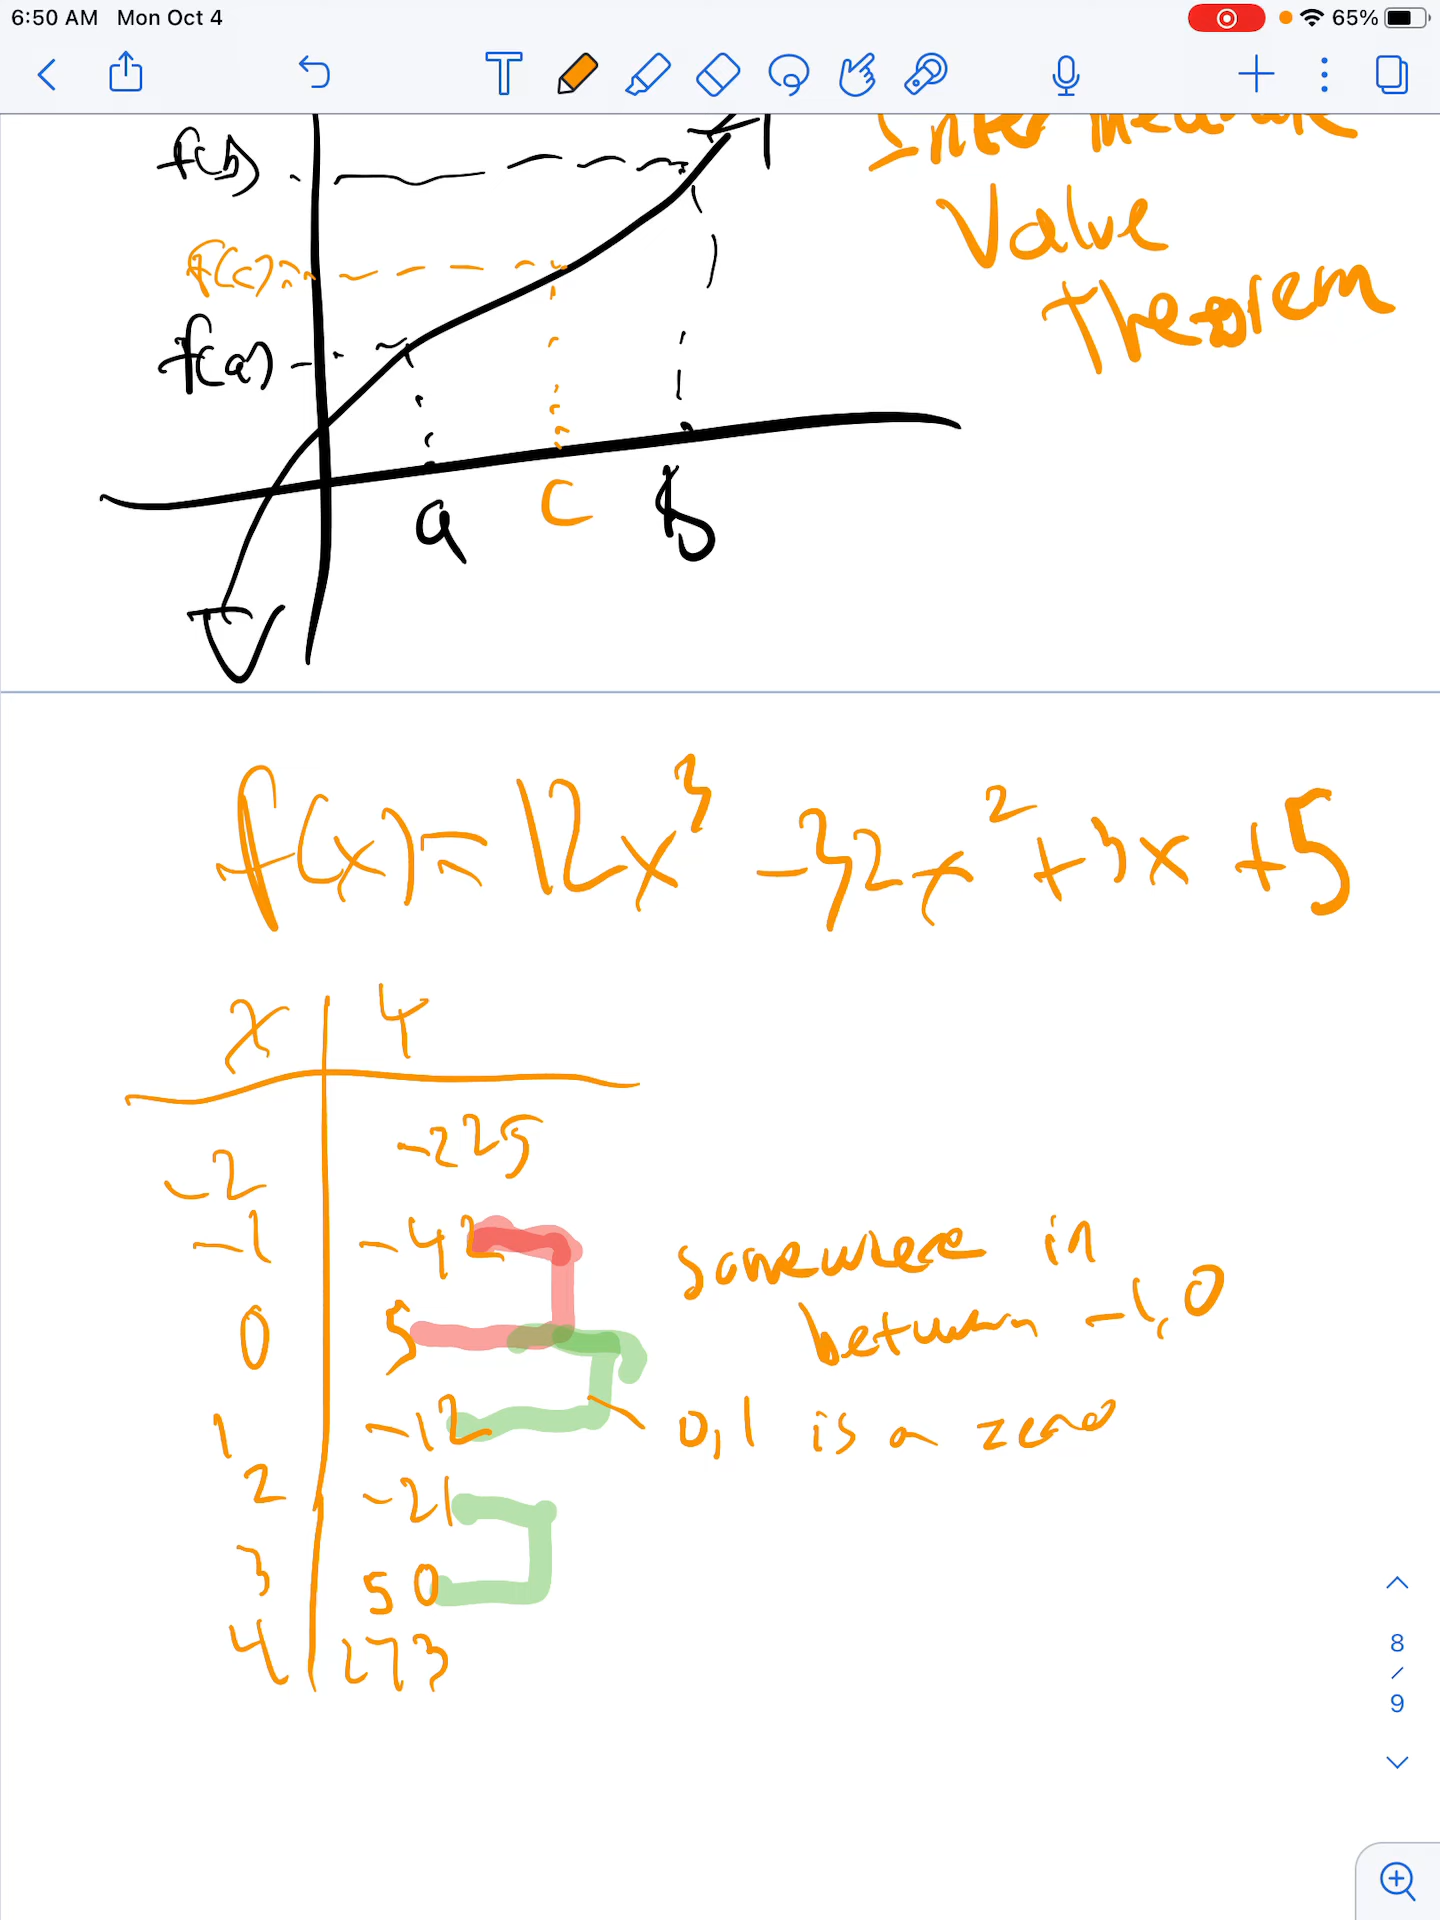 6:50 AM Mon Oct 4
65%
T
Intermediate
Value
Theorem
f(b)
f(c)
f(a)
a
c
b
f(x) = 12x³ -32x² +3x +5
x
y
-2 -225
-1 -42
0 5
1 -12
2 -21
3 50
4 273
somewhere in
between -1,0
0,1 is a zero
8
/
9